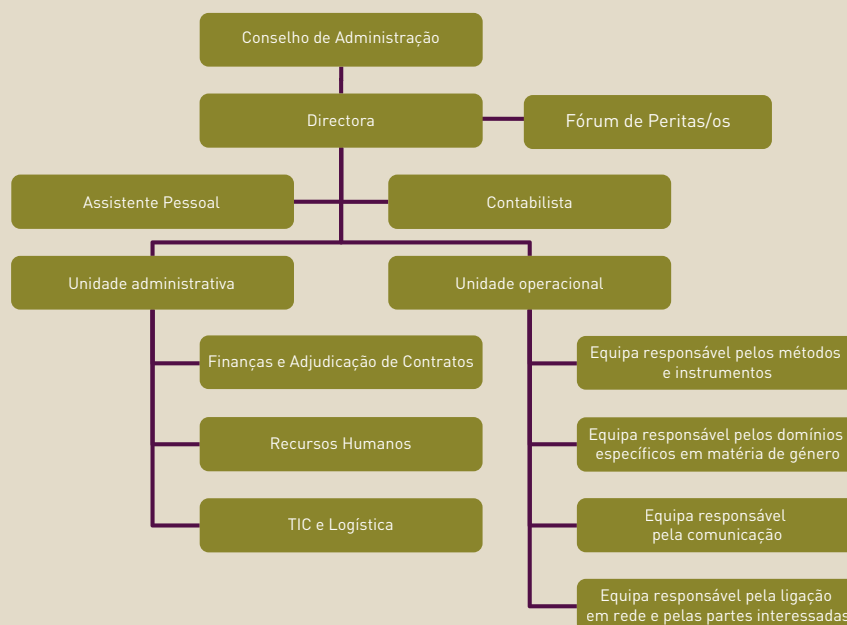 Conselho de Administração
Directora
Fórum de Peritas/os
Assistente Pessoal
Contabilista
Unidade administrativa
Unidade operacional
Finanças e Adjudicação de Contratos
Equipa responsável pelos métodos
e instrumentos
Recursos Humanos
Equipa responsável pelos domínios
específicos em matéria de género
TIC e Logística
Equipa responsável
pela comunicação
Equipa responsável pela ligação
em rede e pelas partes interessadas